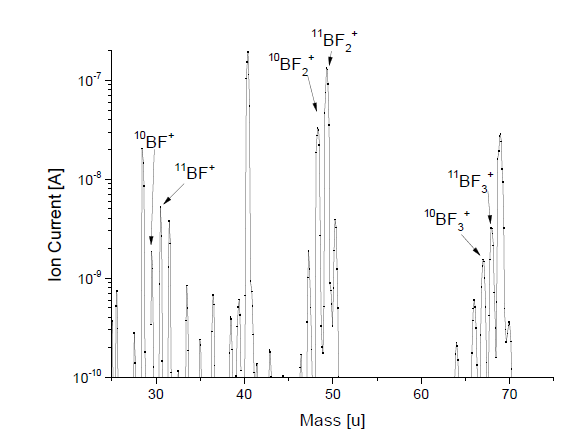 ¹¹BF₂⁺
¹⁰BF₂⁺
10⁻⁷
¹⁰BF⁺
10⁻⁸
¹¹BF⁺
¹¹BF₃⁺
¹⁰BF₃⁺
10⁻⁹
10⁻¹⁰
Ion Current [A]
30 40 50 60 70
Mass [u]